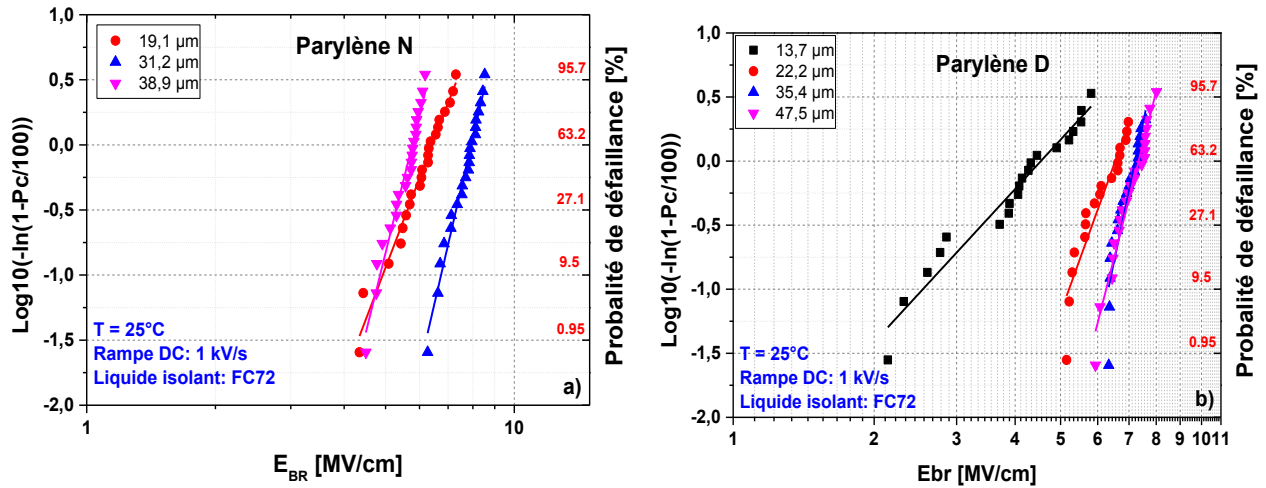 Parylène N
19,1 µm
31,2 µm
38,9 µm
1,0
0,5
0,0
-0,5
-1,0
-1,5
-2,0
Log10(-ln(1-Pc/100))
95.7
63.2
27.1
9.5
0.95
Probalité de défaillance [%]
T = 25°C
Rampe DC: 1 kV/s
Liquide isolant: FC72
a)
1
10
E_BR [MV/cm]
Parylène D
13,7 µm
22,2 µm
35,4 µm
47,5 µm
1,0
0,5
0,0
-0,5
-1,0
-1,5
-2,0
Log10(-ln(1-Pc/100))
95.7
63.2
27.1
9.5
0.95
Probalité de défaillance [%]
T = 25°C
Rampe DC: 1 kV/s
Liquide isolant: FC72
b)
1 2 3 4 5 6 7 8 9 10 11
Ebr [MV/cm]